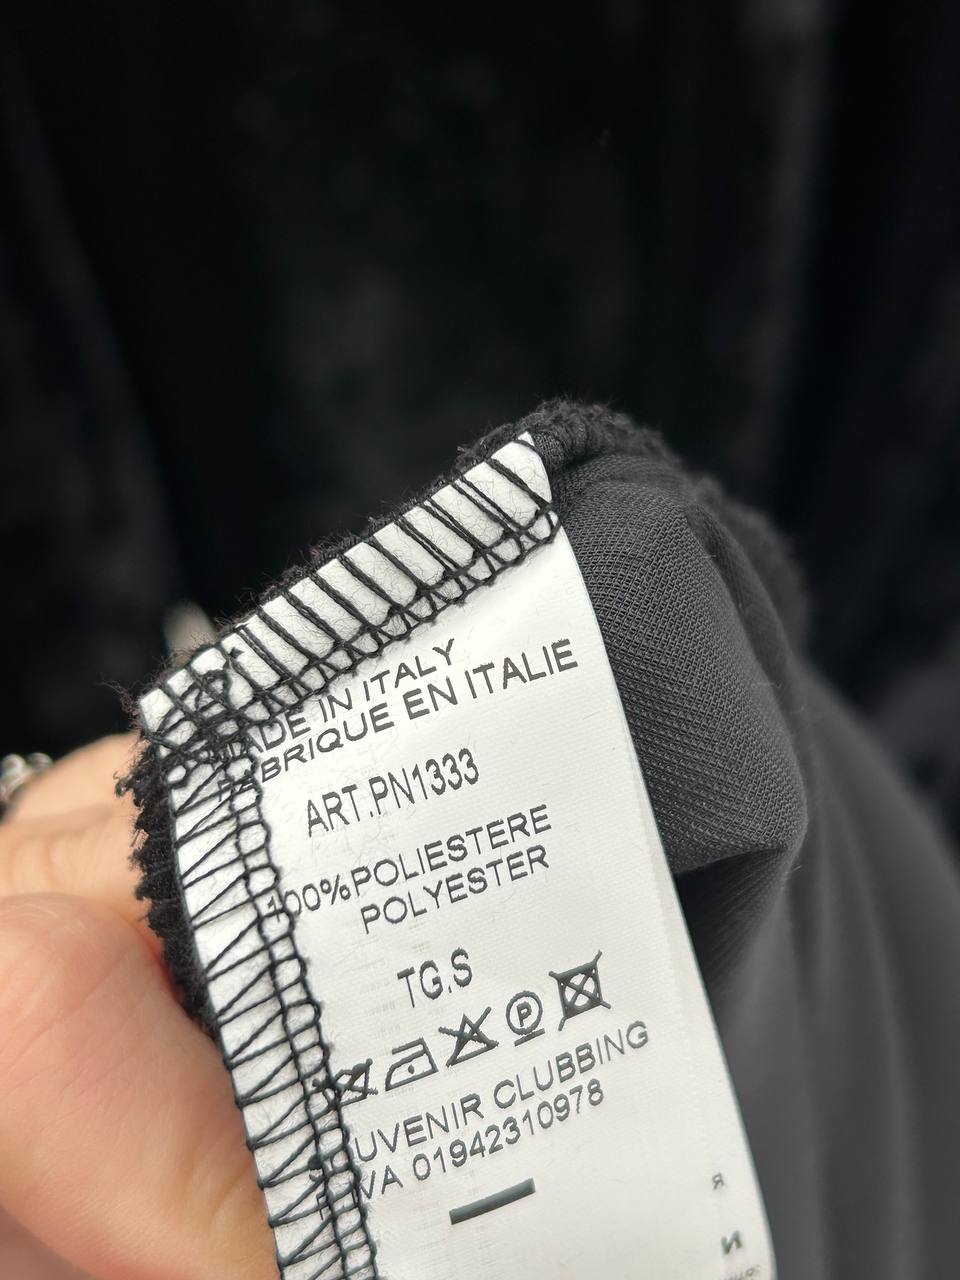 MADE IN ITALY
FABRIQUE EN ITALIE
ART.PN1333
100%POLIESTERE
POLYESTER
TG.S
P
SOUVENIR CLUBBING
P.IVA 01942310978